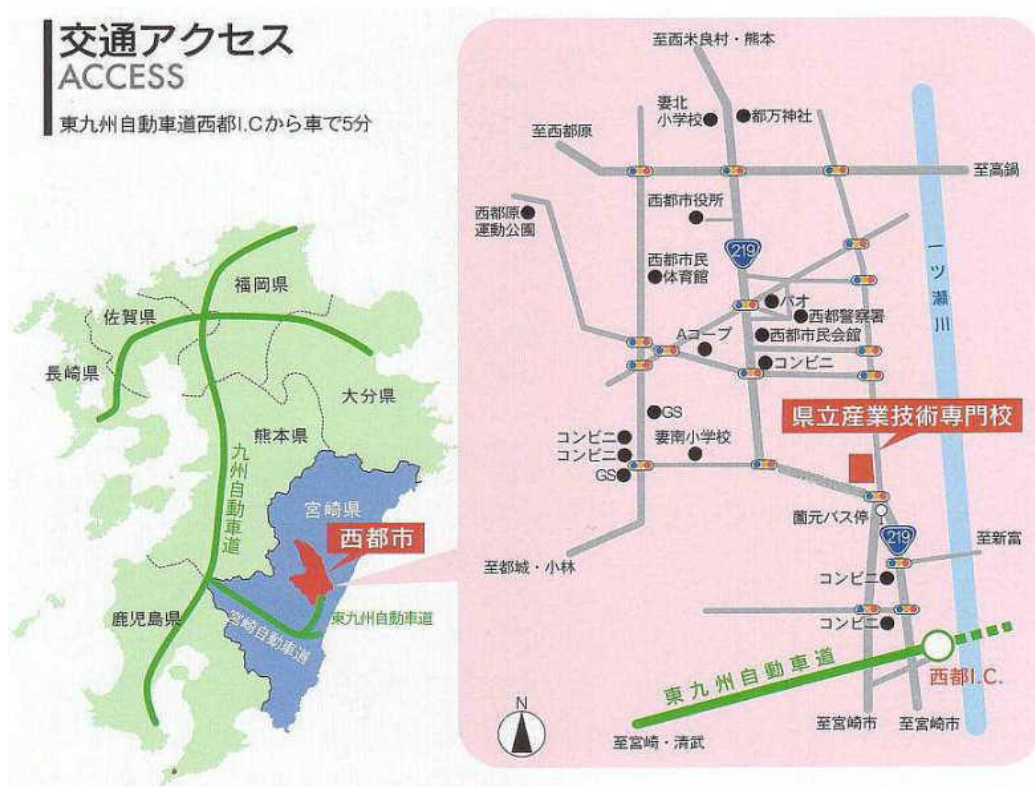 交通アクセス
ACCESS
東九州自動車道西都I.Cから車で5分
福岡県
佐賀県
長崎県
大分県
熊本県
九州自動車道
宮崎県
西都市
鹿児島県
宮崎自動車道
東九州自動車道
至西米良村・熊本
妻北
小学校
都万神社
至西都原
至高鍋
西都市役所
西都原
運動公園
219
一ツ瀬川
西都市民
体育館
パオ
西都警察署
Aコープ
西都市民会館
コンビニ
県立産業技術専門校
GS
コンビニ
妻南小学校
コンビニ
GS
薗元バス停
219
至新富
至都城・小林
コンビニ
コンビニ
東九州自動車道
西都I.C.
N
至宮崎市
至宮崎市
至宮崎・清武